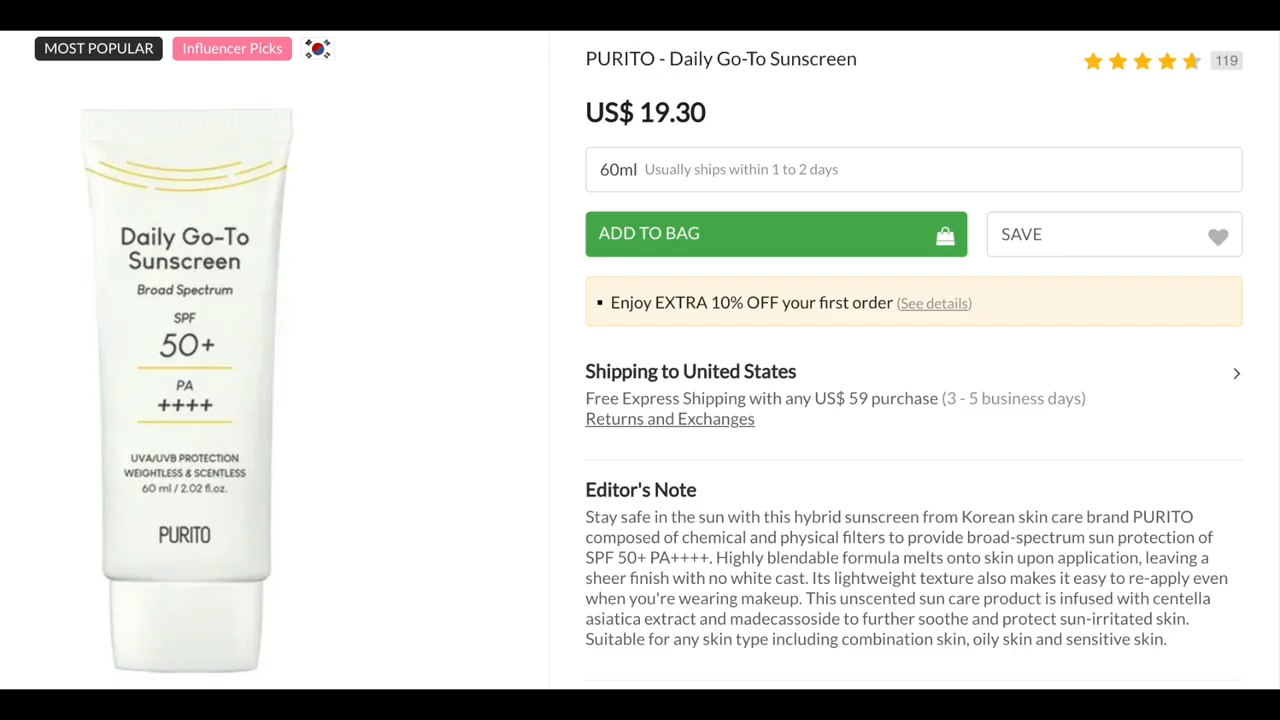 MOST POPULAR
Influencer Picks
Daily Go-To
Sunscreen
Broad Spectrum
SPF
50+
PA
++++
UVA/UVB PROTECTION
WEIGHTLESS & SCENTLESS
60 ml / 2.02 fl.oz.
PURITO
PURITO - Daily Go-To Sunscreen
119
US$ 19.30
60ml Usually ships within 1 to 2 days
ADD TO BAG
SAVE
▪ Enjoy EXTRA 10% OFF your first order (See details)
Shipping to United States
Free Express Shipping with any US$ 59 purchase (3 - 5 business days)
Returns and Exchanges
Editor's Note
Stay safe in the sun with this hybrid sunscreen from Korean skin care brand PURITO
composed of chemical and physical filters to provide broad-spectrum sun protection of
SPF 50+ PA++++. Highly blendable formula melts onto skin upon application, leaving a
sheer finish with no white cast. Its lightweight texture also makes it easy to re-apply even
when you're wearing makeup. This unscented sun care product is infused with centella
asiatica extract and madecassoside to further soothe and protect sun-irritated skin.
Suitable for any skin type including combination skin, oily skin and sensitive skin.